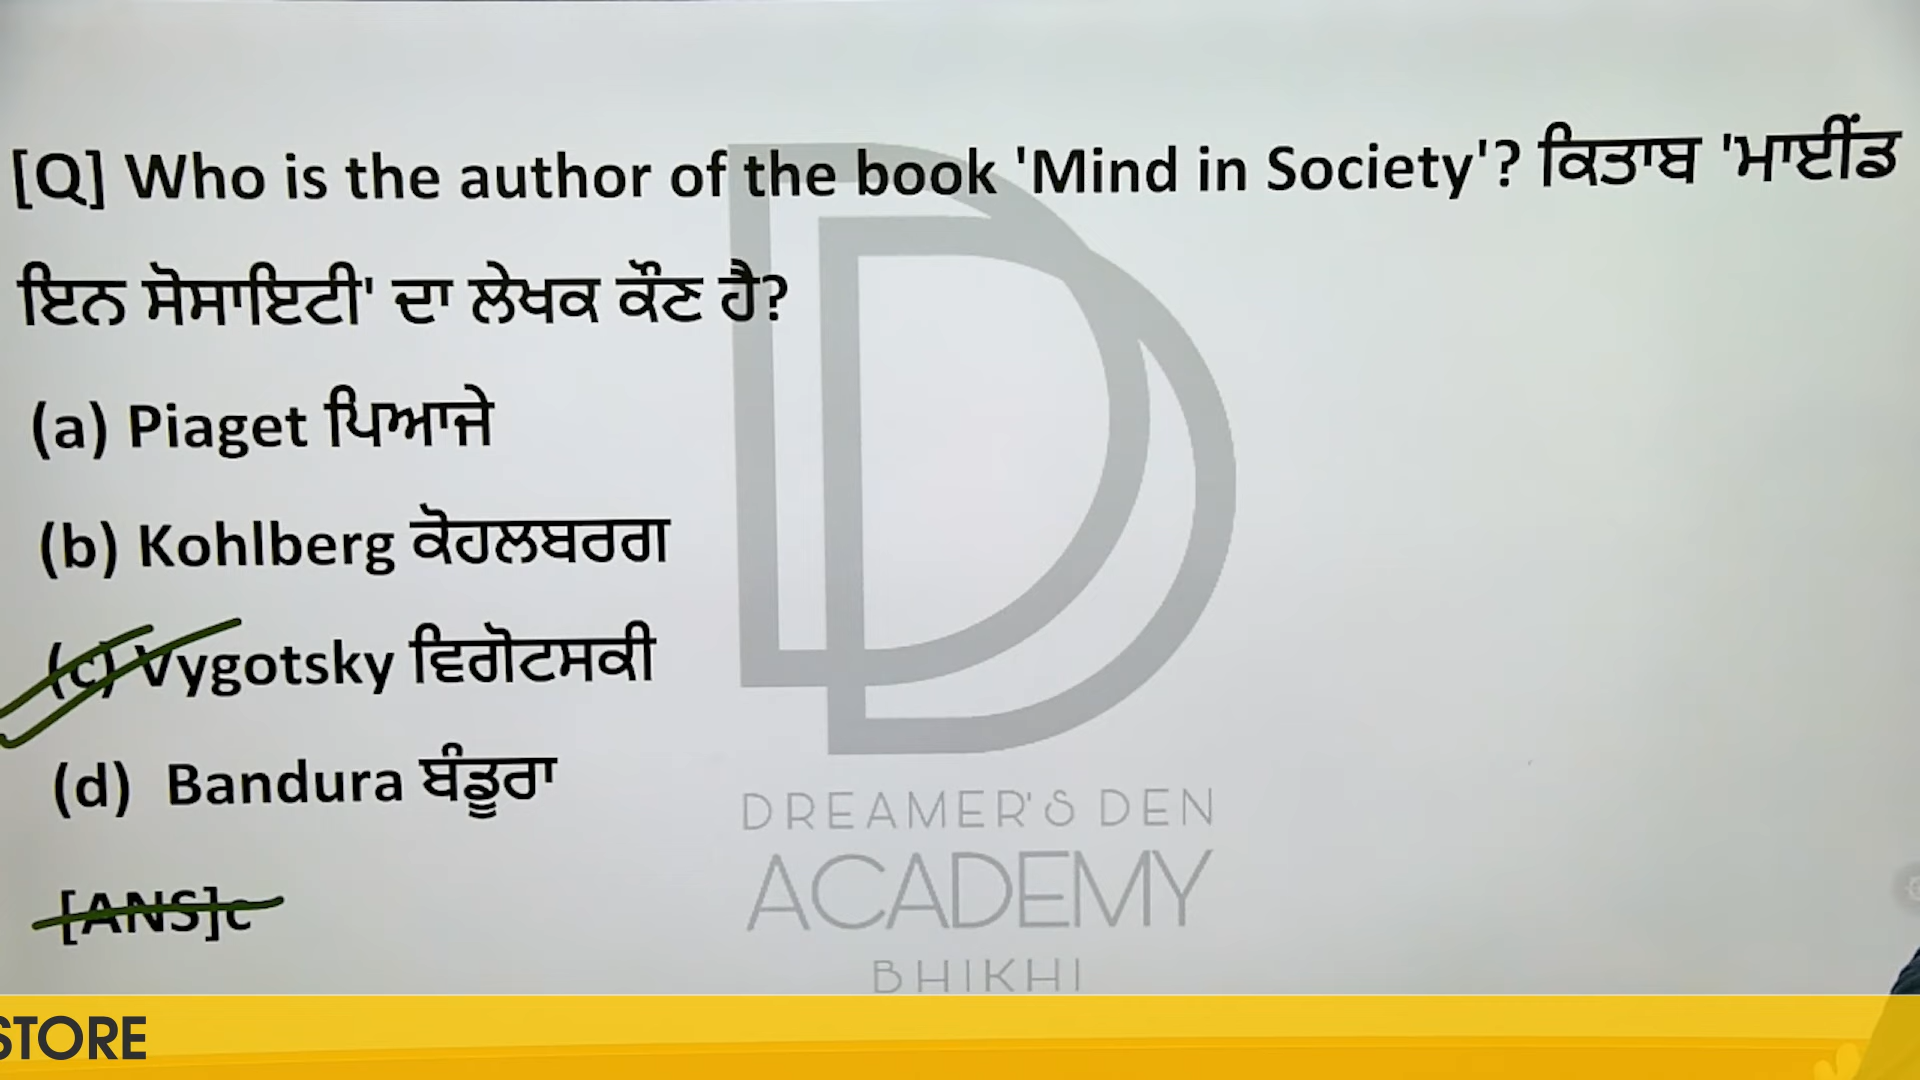 [Q] Who is the author of the book 'Mind in Society'? ਕਿਤਾਬ 'ਮਾਈਂਡ
ਇਨ ਸੋਸਾਇਟੀ' ਦਾ ਲੇਖਕ ਕੌਣ ਹੈ?
(a) Piaget ਪਿਆਜੇ
(b) Kohlberg ਕੋਹਲਬਰਗ
(c) Vygotsky ਵਿਗੋਟਸਕੀ
(d) Bandura ਬੰਡੂਰਾ
[ANS]c
DREAMER'S DEN
ACADEMY
BHIKHI
STORE